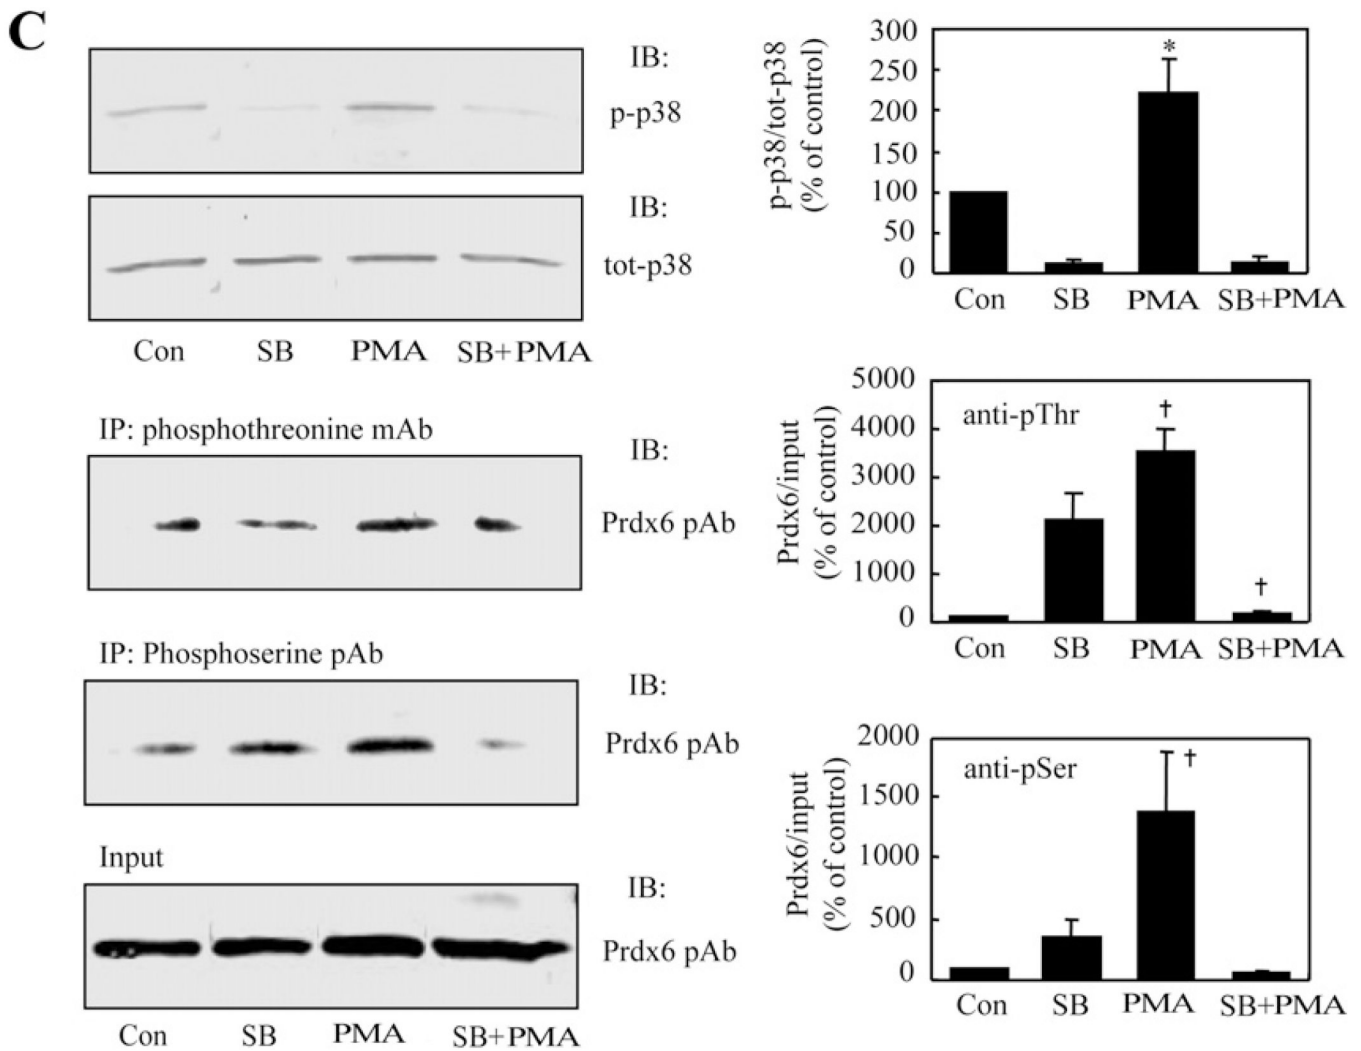 C
IB:
p-p38
IB:
tot-p38
Con SB PMA SB+PMA
IP: phosphothreonine mAb
IB:
Prdx6 pAb
IP: Phosphoserine pAb
IB:
Prdx6 pAb
Input
IB:
Prdx6 pAb
Con SB PMA SB+PMA
p-p38/tot-p38
(% of control)
300
250
200
150
100
50
0
*
Con SB PMA SB+PMA
Prdx6/input
(% of control)
5000
4000
3000
2000
1000
0
anti-pThr
†
†
Con SB PMA SB+PMA
Prdx6/input
(% of control)
2000
1500
1000
500
0
anti-pSer
†
Con SB PMA SB+PMA